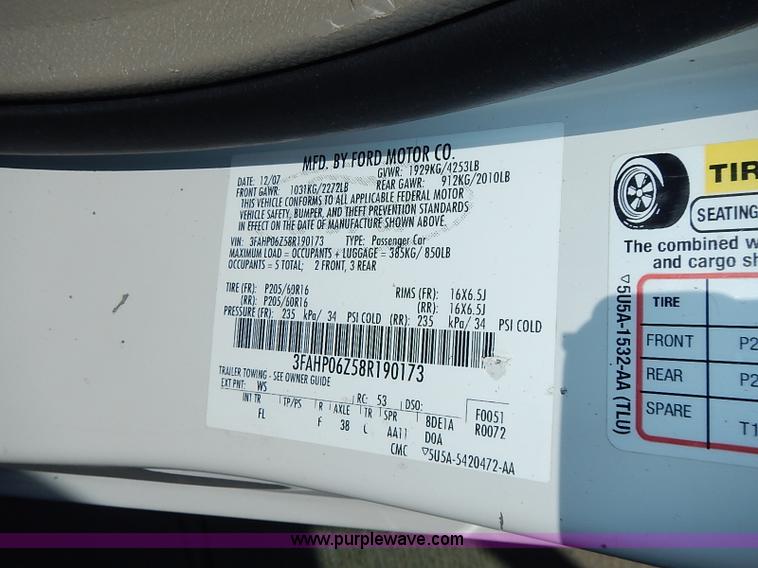 MFD. BY FORD MOTOR CO.
DATE: 12/07 GVWR: 1929KG/4253LB
FRONT GAWR: 1031KG/2272LB REAR GAWR: 912KG/2010LB
THIS VEHICLE CONFORMS TO ALL APPLICABLE FEDERAL MOTOR
VEHICLE SAFETY, BUMPER, AND THEFT PREVENTION STANDARDS
IN EFFECT ON THE DATE OF MANUFACTURE SHOWN ABOVE.
VIN: 3FAHP06Z58R190173 TYPE: Passenger Car
MAXIMUM LOAD = OCCUPANTS + LUGGAGE = 385KG/ 850LB
OCCUPANTS = 5 TOTAL; 2 FRONT, 3 REAR
TIRE (FR): P205/60R16 RIMS (FR): 16X6.5J
(RR): P205/60R16 (RR): 16X6.5J
PRESSURE (FR): 235 kPa/ 34 PSI COLD (RR): 235 kPa/ 34 PSI COLD
3FAHP06Z58R190173
TRAILER TOWING - SEE OWNER GUIDE
EXT PNT: WS RC: 53 DSO: F0051
INT TR TP/PS R AXLE TR SPR 8DE1A R0072
FL F 38 AA11 DOA
CMC ▽5U5A-5420472-AA
TIR
SEATING
The combined w
and cargo sh
TIRE
FRONT P2
REAR P2
SPARE T1
▽5U5A-1532-AA (TLU)
www.purplewave.com